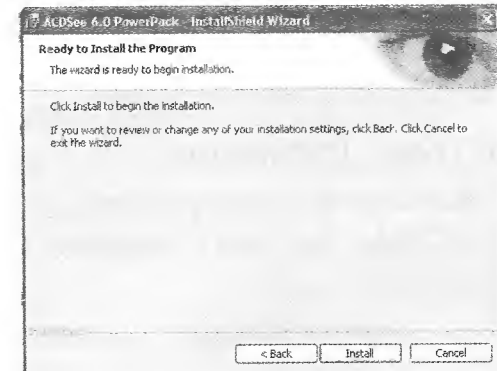 ACDSee 6.0 PowerPack - InstallShield Wizard
Ready to Install the Program
The wizard is ready to begin installation.
Click Install to begin the installation.
If you want to review or change any of your installation settings, click Back. Click Cancel to
exit the wizard.
< Back Install Cancel